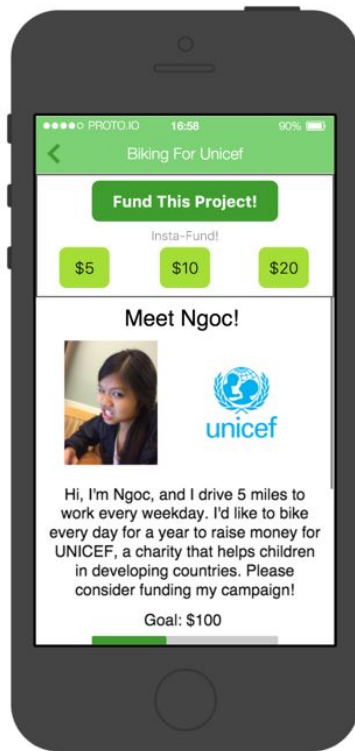 PROTO.IO 16:58 90%
Biking For Unicef
Fund This Project!
Insta-Fund!
$5 $10 $20
Meet Ngoc!
unicef
Hi, I'm Ngoc, and I drive 5 miles to
work every weekday. I'd like to bike
every day for a year to raise money for
UNICEF, a charity that helps children
in developing countries. Please
consider funding my campaign!
Goal: $100